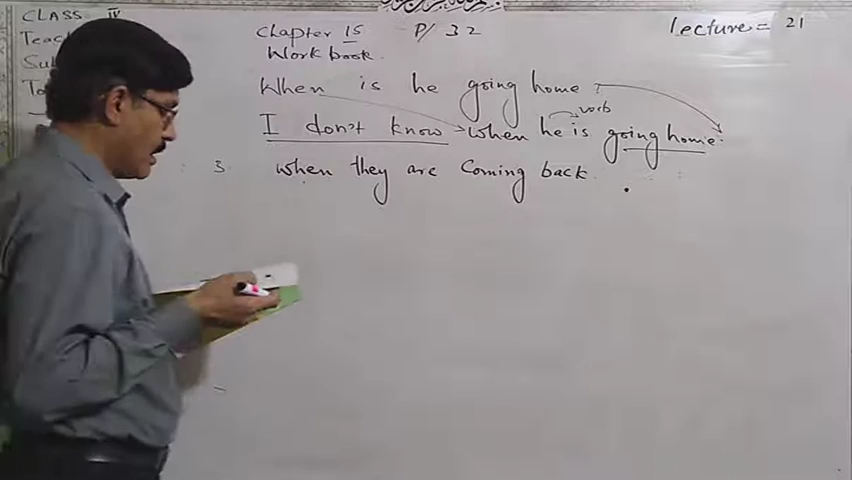 CLASS IV
Chapter 15 P/ 32
Lecture = 21
Work book.
When is he going home ?
verb
I don't know when he is going home.
3. when they are coming back.